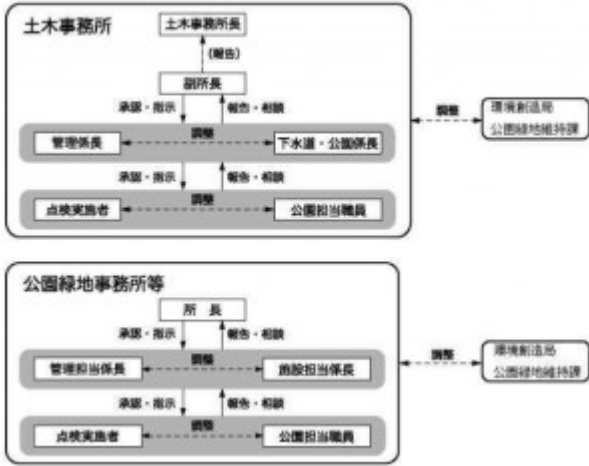 土木事務所
土木事務所長
(報告)
副所長
承認・指示 報告・相談
調整
管理係長 下水道・公園係長
承認・指示 報告・相談
調整
点検実施者 公園担当職員
調整
環境創造局
公園緑地維持課
公園緑地事務所等
所 長
承認・指示 報告・相談
調整
管理担当係長 施設担当係長
承認・指示 報告・相談
調整
点検実施者 公園担当職員
調整
環境創造局
公園緑地維持課